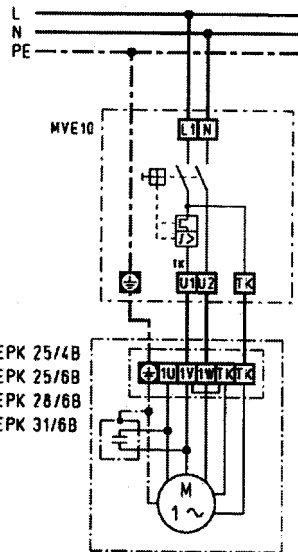 L
N
PE
MVE10
L1 N
I>
TK
U1 U2 TK
EPK 25/4B
EPK 25/6B
EPK 28/6B
EPK 31/6B
1U 1V 1W TK TK
M
1 ~